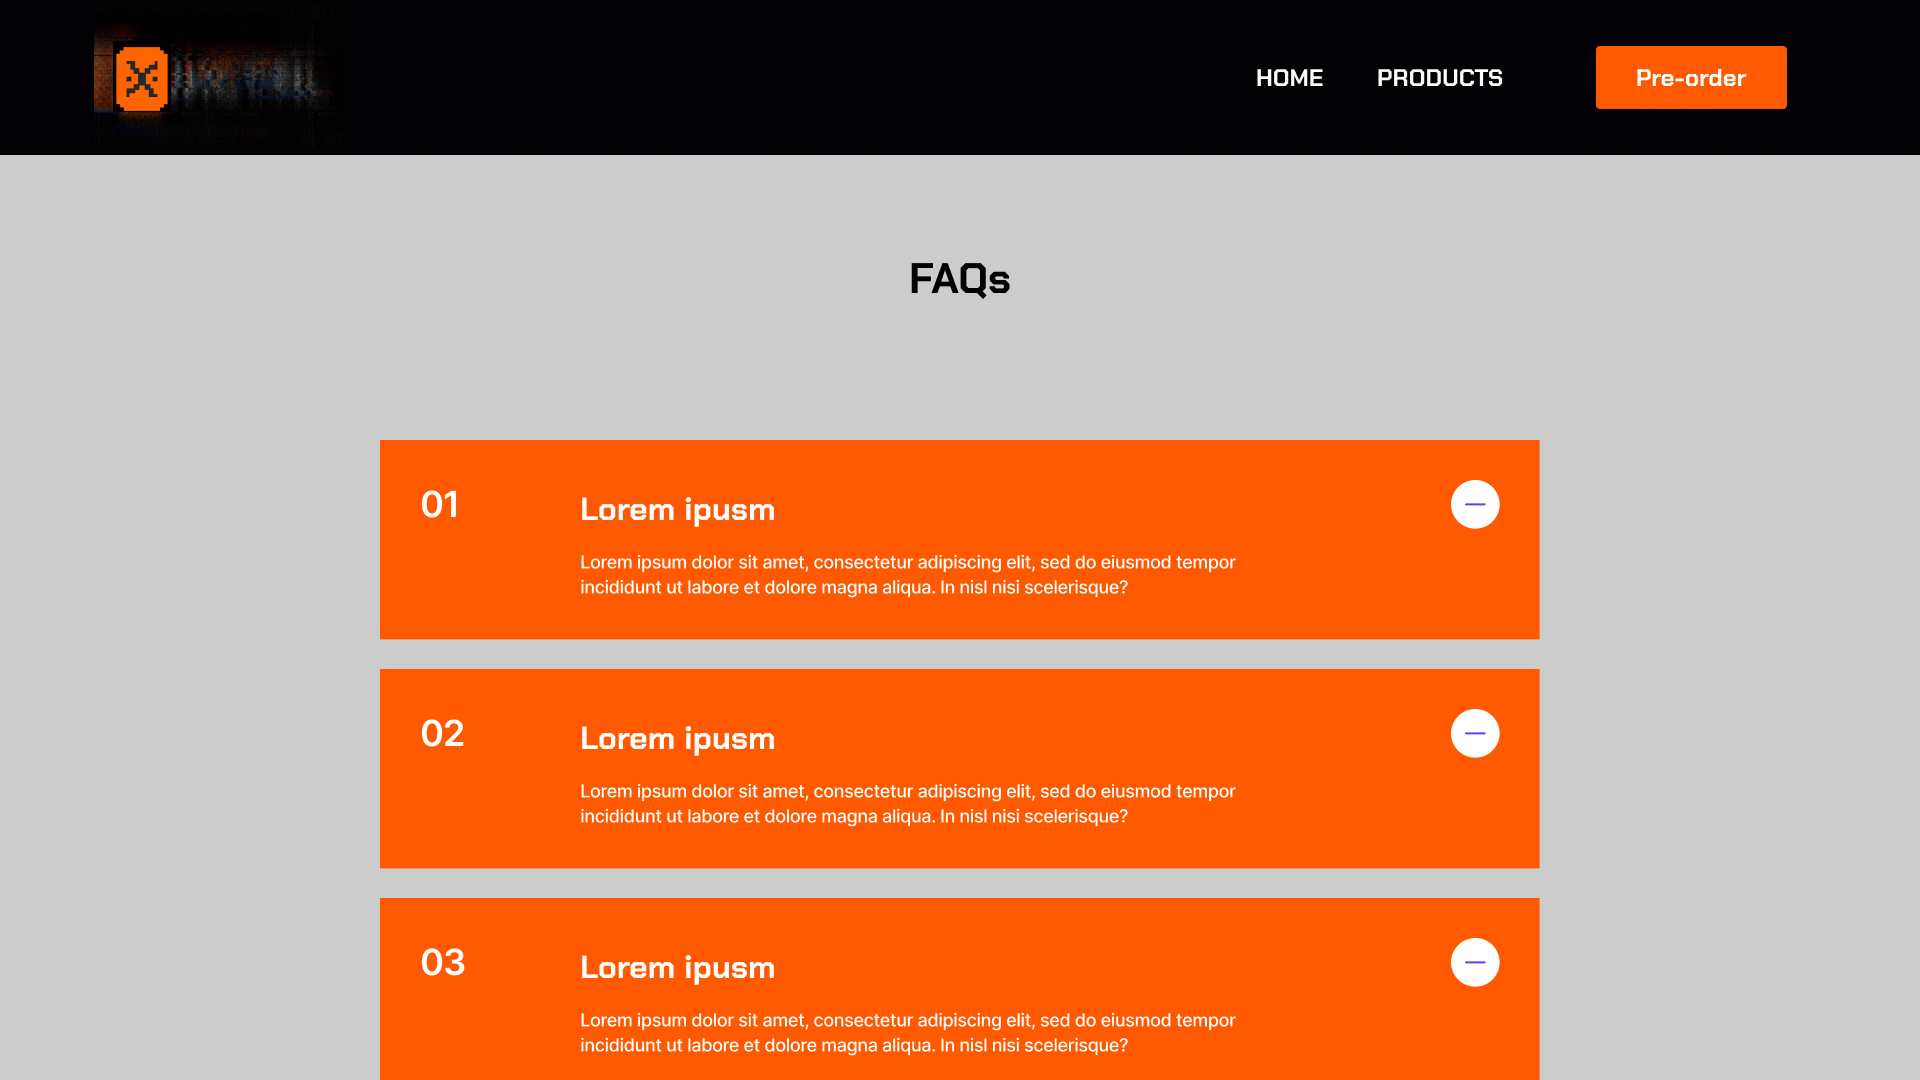 HOME
PRODUCTS
Pre-order
FAQs
01
Lorem ipusm
Lorem ipsum dolor sit amet, consectetur adipiscing elit, sed do eiusmod tempor
incididunt ut labore et dolore magna aliqua. In nisl nisi scelerisque?
02
Lorem ipusm
Lorem ipsum dolor sit amet, consectetur adipiscing elit, sed do eiusmod tempor
incididunt ut labore et dolore magna aliqua. In nisl nisi scelerisque?
03
Lorem ipusm
Lorem ipsum dolor sit amet, consectetur adipiscing elit, sed do eiusmod tempor
incididunt ut labore et dolore magna aliqua. In nisl nisi scelerisque?